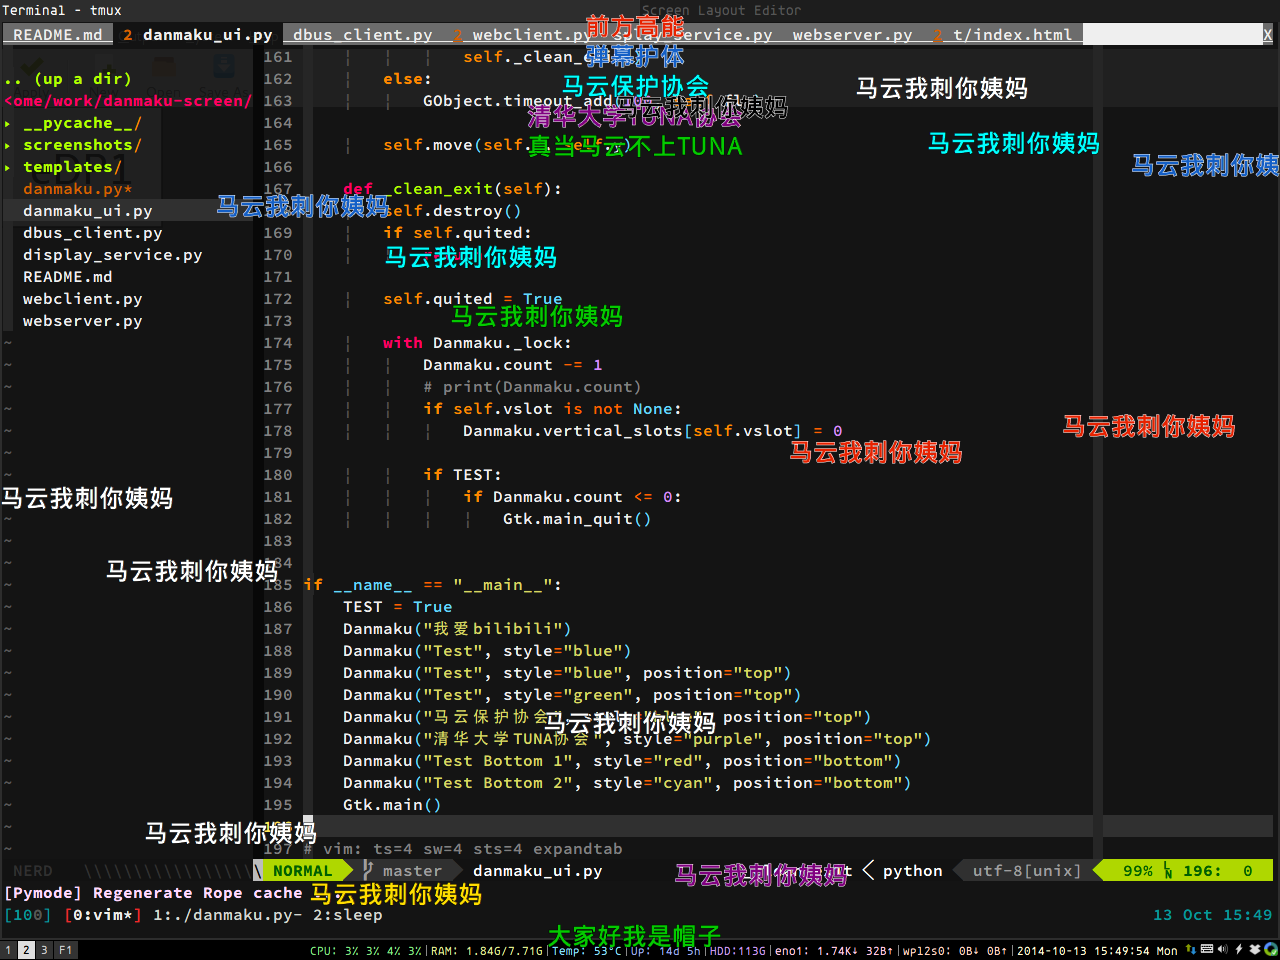 Terminal - tmux
Screen Layout Editor
README.md 2 danmaku_ui.py dbus_client.py 2 webclient.py service.py webserver.py 2 t/index.html X
前方高能
弹幕护体
马云保护协会
马云我刺你姨妈
马云我刺你姨妈
清华大学TUNA协会
真当马云不上TUNA
马云我刺你姨妈
马云我刺你姨
.. (up a dir)
<ome/work/danmaku-screen/
▸ __pycache__/
▸ screenshots/
▸ templates/
danmaku.py*
danmaku_ui.py
dbus_client.py
display_service.py
README.md
webclient.py
webserver.py
161 self._clean_e
162 else:
163 GObject.timeout_add(
164
165 self.move(self.
166
167 def _clean_exit(self):
马云我刺你姨妈
self.destroy()
169 if self.quited:
170
马云我刺你姨妈
171
172 self.quited = True
173
马云我刺你姨妈
174 with Danmaku._lock:
175 Danmaku.count -= 1
176 # print(Danmaku.count)
177 if self.vslot is not None:
178 Danmaku.vertical_slots[self.vslot] = 0
马云我刺你姨妈
马云我刺你姨妈
179
180 if TEST:
181 if Danmaku.count <= 0:
182 Gtk.main_quit()
马云我刺你姨妈
183
184
马云我刺你姨妈
185 if __name__ == "__main__":
186 TEST = True
187 Danmaku("我爱bilibili")
188 Danmaku("Test", style="blue")
189 Danmaku("Test", style="blue", position="top")
190 Danmaku("Test", style="green", position="top")
191 Danmaku("马云保护协会", position="top")
马云我刺你姨妈
192 Danmaku("清华大学TUNA协会", style="purple", position="top")
193 Danmaku("Test Bottom 1", style="red", position="bottom")
194 Danmaku("Test Bottom 2", style="cyan", position="bottom")
195 Gtk.main()
马云我刺你姨妈
197 # vim: ts=4 sw=4 sts=4 expandtab
NERD NORMAL master danmaku_ui.py python utf-8[unix] 99% 196: 0
马云我刺你姨妈
[Pymode] Regenerate Rope cache
马云我刺你姨妈
[100] [0:vim*] 1:./danmaku.py- 2:sleep 13 Oct 15:49
大家好我是帽子
1 2 3 F1 CPU: 3% 3% 4% 3% RAM: 1.84G/7.71G Temp: 53°C Up: 14d 5h HDD:113G eno1: 1.74K↓ 32B↑ wpl2s0: 0B↓ 0B↑ 2014-10-13 15:49:54 Mon